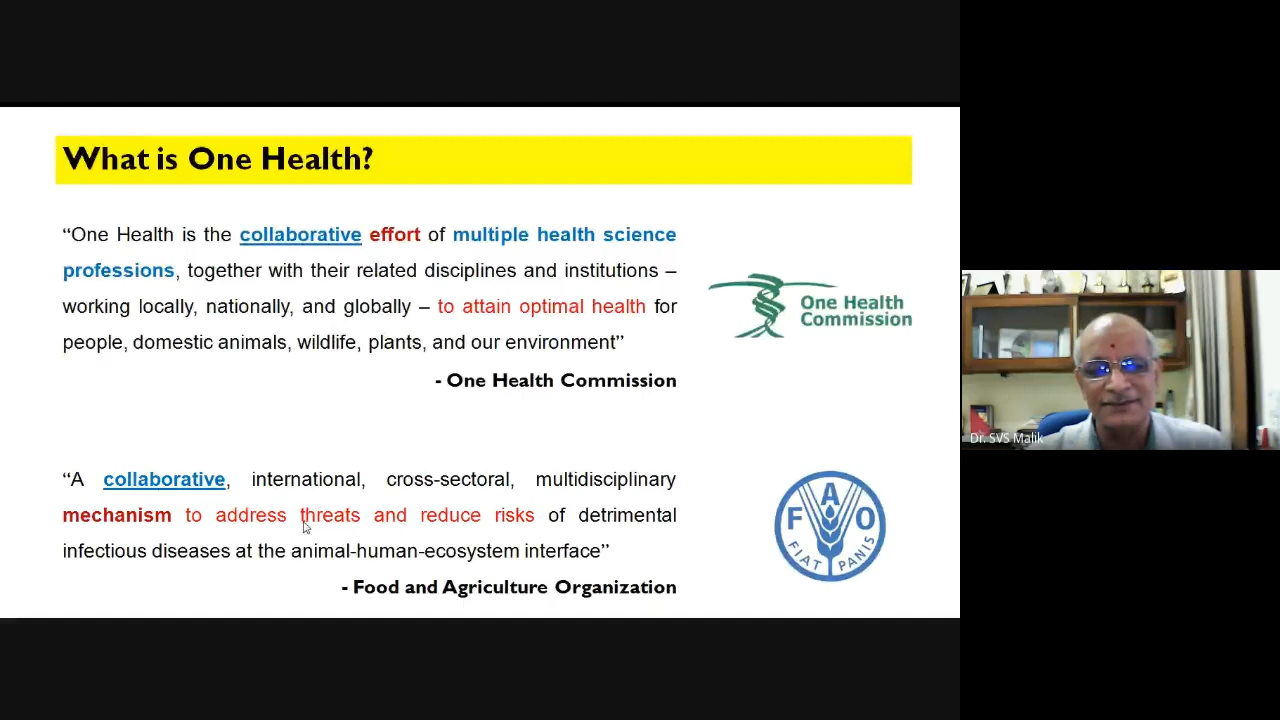 What is One Health?
“One Health is the collaborative effort of multiple health science
professions, together with their related disciplines and institutions –
working locally, nationally, and globally – to attain optimal health for
people, domestic animals, wildlife, plants, and our environment”
- One Health Commission
One Health
Commission
“A collaborative, international, cross-sectoral, multidisciplinary
mechanism to address threats and reduce risks of detrimental
infectious diseases at the animal-human-ecosystem interface”
- Food and Agriculture Organization
F A O
FIAT PANIS
Dr. SVS Malik